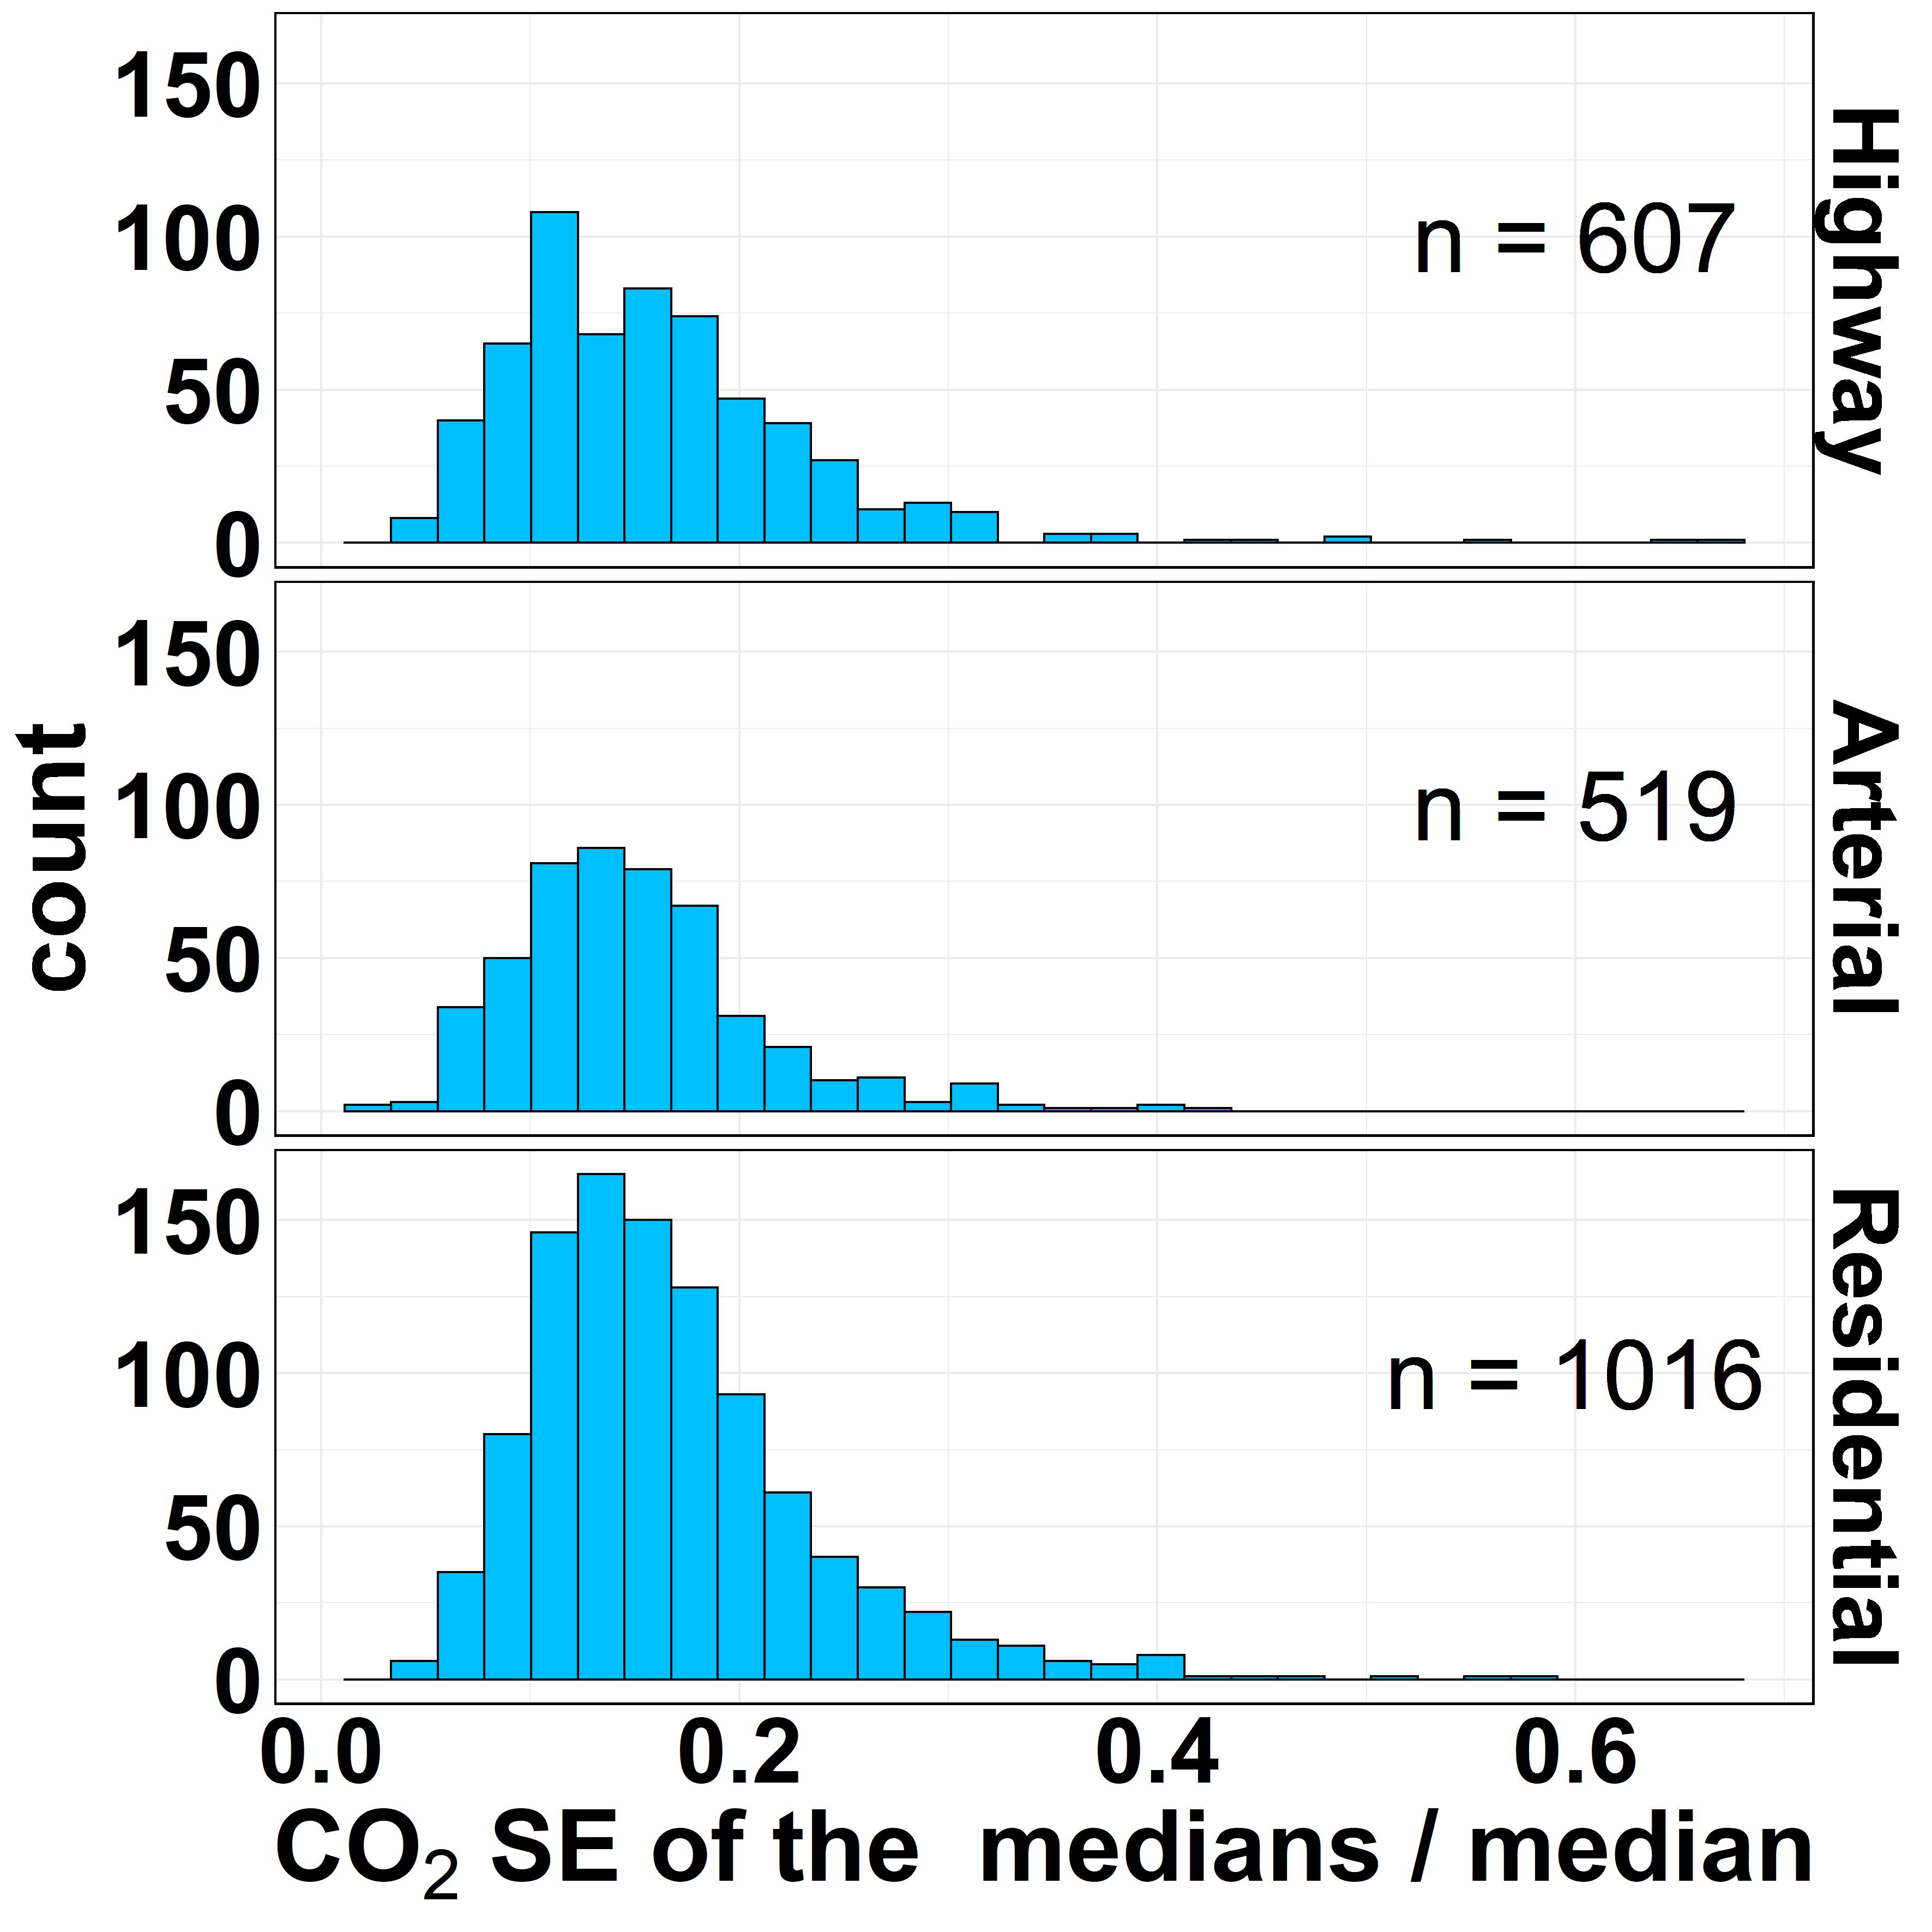 150
100
50
0
n = 607
Highway
150
100
50
0
n = 519
Arterial
count
150
100
50
0
n = 1016
Residential
0.0 0.2 0.4 0.6
CO₂ SE of the medians / median